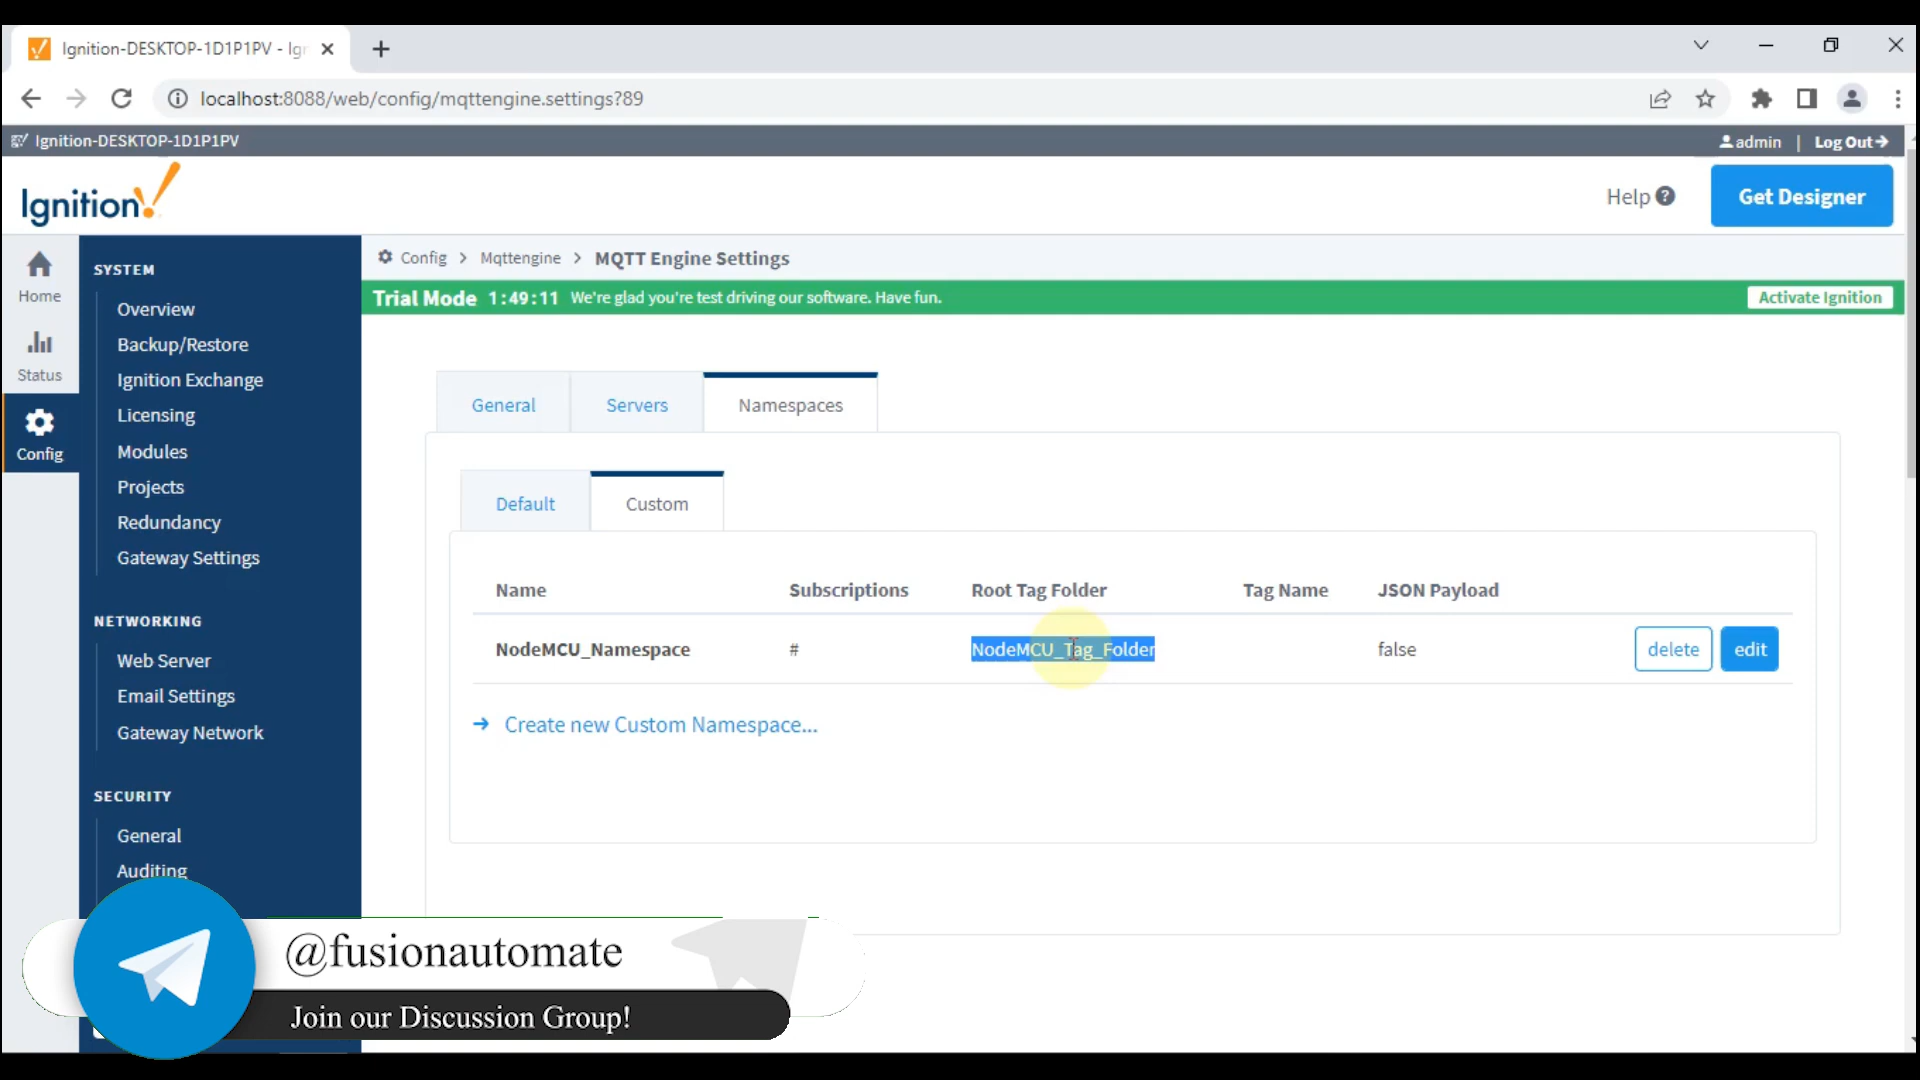 Ignition-DESKTOP-1D1P1PV - Ign
localhost:8088/web/config/mqttengine.settings?89
Ignition-DESKTOP-1D1P1PV
admin | Log Out
Ignition!
Help ?
Get Designer
Home
Status
Config
SYSTEM
Overview
Backup/Restore
Ignition Exchange
Licensing
Modules
Projects
Redundancy
Gateway Settings
NETWORKING
Web Server
Email Settings
Gateway Network
SECURITY
General
Auditing
Config > Mqttengine > MQTT Engine Settings
Trial Mode 1:49:11 We're glad you're test driving our software. Have fun.
Activate Ignition
General Servers Namespaces
Default Custom
Name Subscriptions Root Tag Folder Tag Name JSON Payload
NodeMCU_Namespace # NodeMCU_Tag_Folder false delete edit
Create new Custom Namespace...
@fusionautomate
Join our Discussion Group!